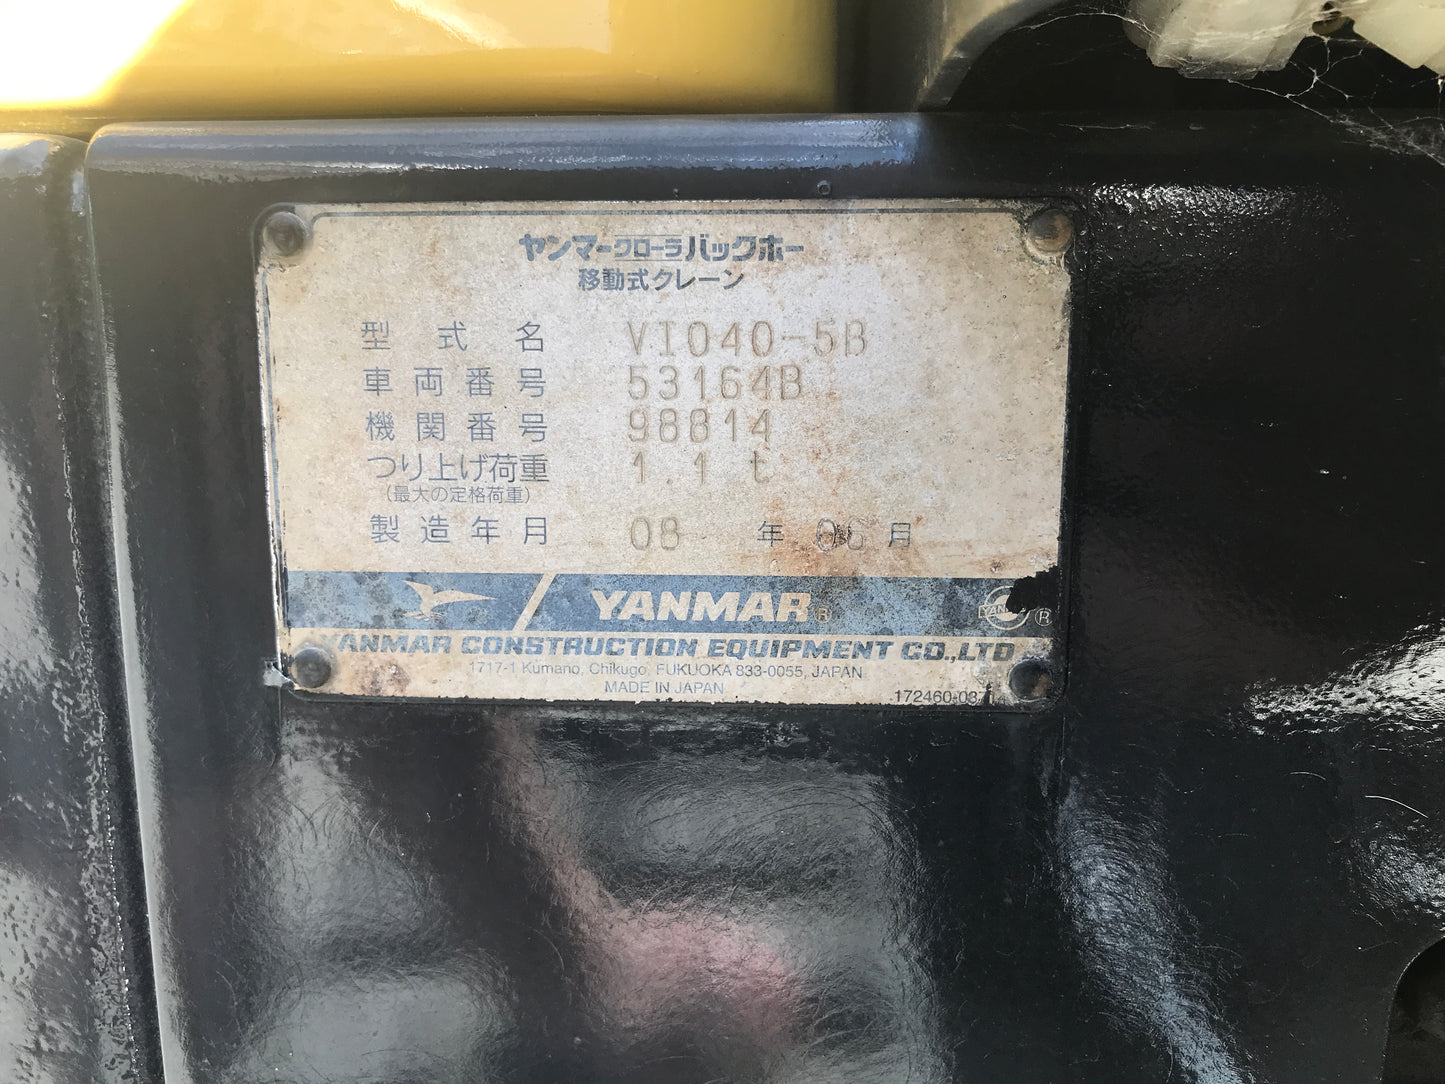 ヤンマークローラバックホー
移動式クレーン
型式名 VIO40-5B
車両番号 53164B
機関番号 98814
つり上げ荷重 1.1 t
(最大の定格荷重)
製造年月 08 年 06 月
YANMAR ®
®
YANMAR CONSTRUCTION EQUIPMENT CO.,LTD
1717-1 Kumano, Chikugo, FUKUOKA 833-0055, JAPAN
MADE IN JAPAN